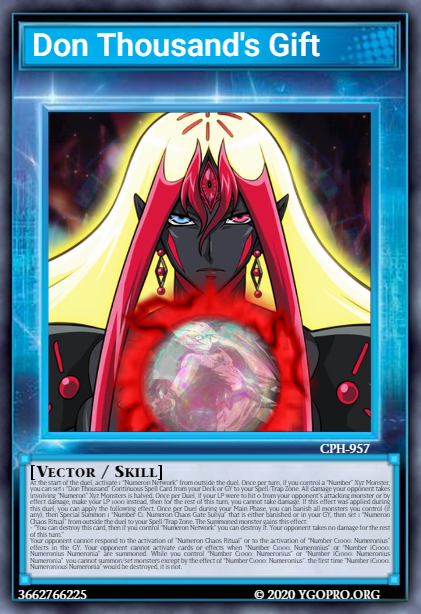 Don Thousand's Gift
CPH-957
[Vector / Skill]
At the start of the duel, activate 1 "Numeron Network" from outside the duel. Once per turn, if you control a "Number" Xyz Monster,
you can set 1 "Don Thousand" Continuous Spell Card from your Deck or GY to your Spell/Trap Zone. All damage your opponent takes
involving "Numeron" Xyz Monsters is halved. Once per Duel, if your LP were to hit 0 from your opponent's attacking monster or by
effect damage, make your LP 1000 instead, then for the rest of this turn, you cannot take damage. If this effect was applied during
this duel, you can apply the following effect. Once per Duel during your Main Phase, you can banish all monsters you control (if
any), then Special Summon 1 "Number C1: Numeron Chaos Gate Sunya" that is either banished or in your GY, then set 1 "Numeron
Chaos Ritual" from outside the duel to your Spell/Trap Zone. The Summoned monster gains this effect.
- "You can destroy this card, then if you control "Numeron Network" you can destroy it. Your opponent takes no damage for the rest
of this turn."
Your opponent cannot respond to the activation of "Numeron Chaos Ritual" or to the activation of "Number C1000: Numeronius"
effects in the GY. Your opponent cannot activate cards or effects when "Number C1000: Numeronius" or "Number iC1000:
Numeronius Numeronia" are summoned. While you control "Number C1000: Numeronius" or "Number iC1000: Numeronius
Numeronia". you cannot summon/set monsters except by the effect of "Number C1000: Numeronius". the first time "Number iC1000:
Numeronious Numeronia" would be destroyed, it is not.
3662766225
© 2020 YGOPRO.ORG